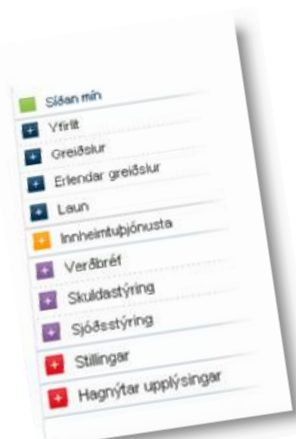 Síðan mín
Yfirlit
Greiðslur
Erlendar greiðslur
Laun
Innheimtuþjónusta
Verðbréf
Skuldastýring
Sjóðsstýring
Stillingar
Hagnýtar upplýsingar